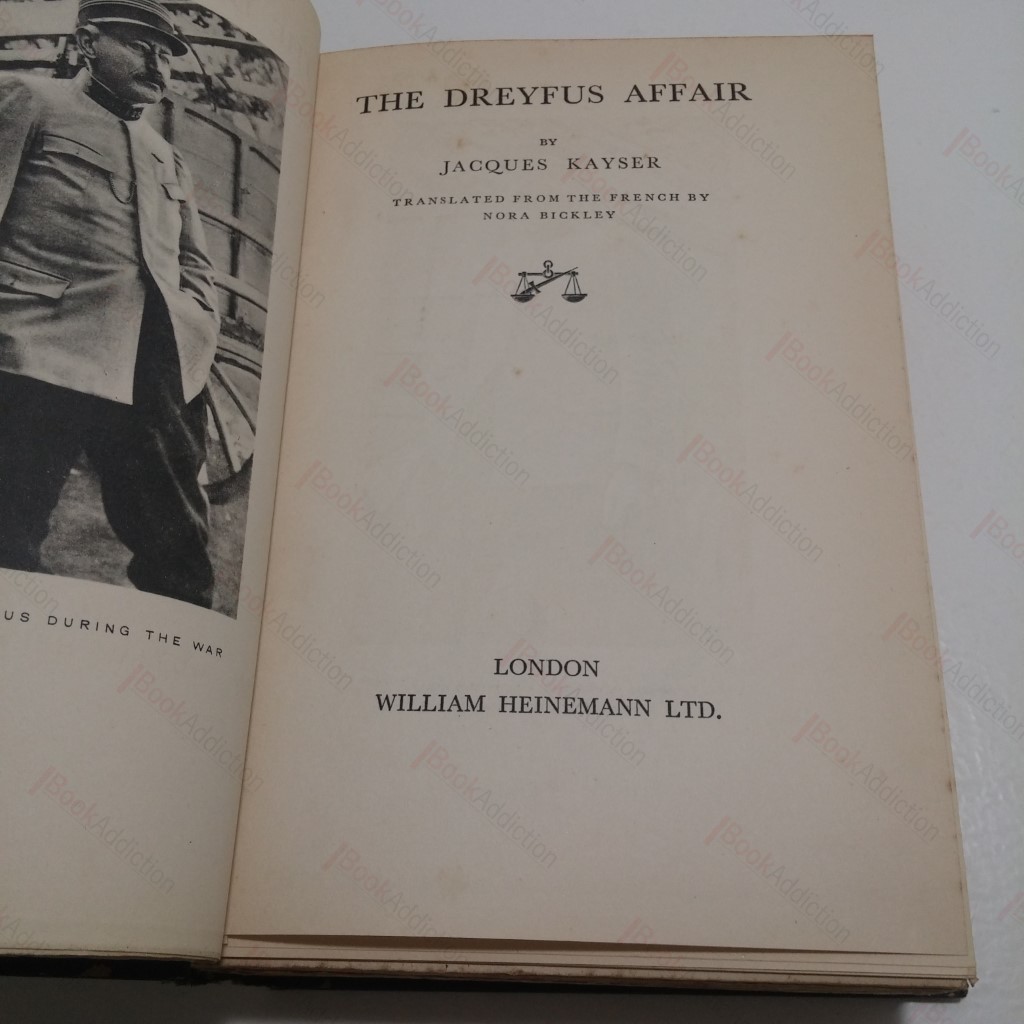 US DURING THE WAR
THE DREYFUS AFFAIR
BY
JACQUES KAYSER
TRANSLATED FROM THE FRENCH BY
NORA BICKLEY
LONDON
WILLIAM HEINEMANN LTD.
BookAddiction